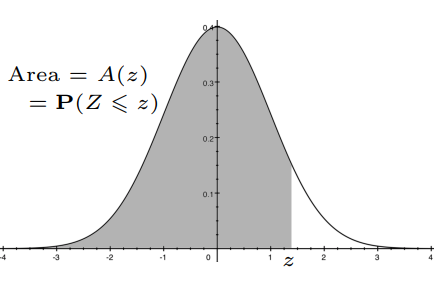 0.4
Area = A(z)
0.3
= P(Z ⩽ z)
0.2
0.1
-4 -3 -2 -1 0 1 z 2 3 4